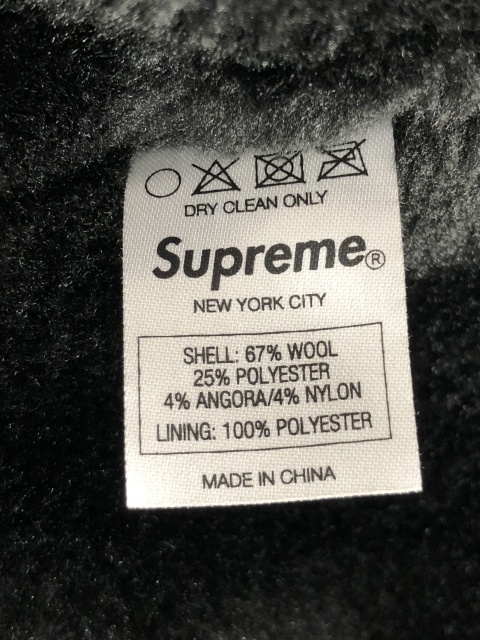 DRY CLEAN ONLY
Supreme®
NEW YORK CITY
SHELL: 67% WOOL
25% POLYESTER
4% ANGORA/4% NYLON
LINING: 100% POLYESTER
MADE IN CHINA